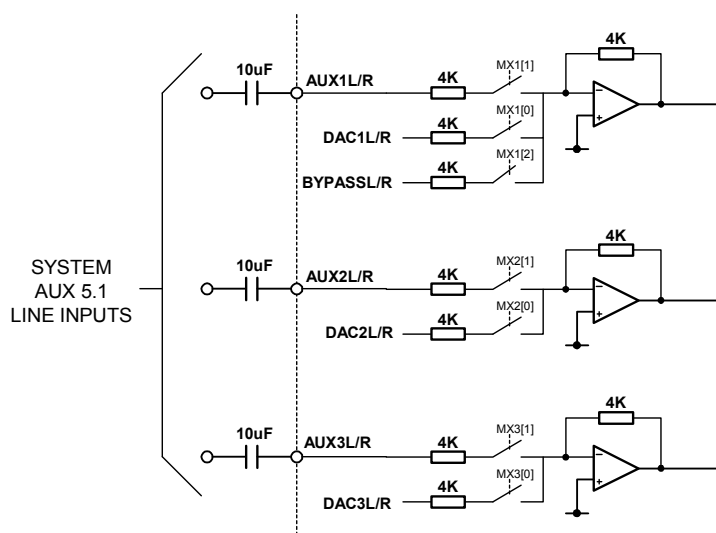 4K
10uF
AUX1L/R
4K
MX1[1]
−
+
DAC1L/R
4K
MX1[0]
BYPASSL/R
4K
MX1[2]
4K
SYSTEM
AUX 5.1
LINE INPUTS
10uF
AUX2L/R
4K
MX2[1]
−
+
DAC2L/R
4K
MX2[0]
4K
10uF
AUX3L/R
4K
MX3[1]
−
+
DAC3L/R
4K
MX3[0]